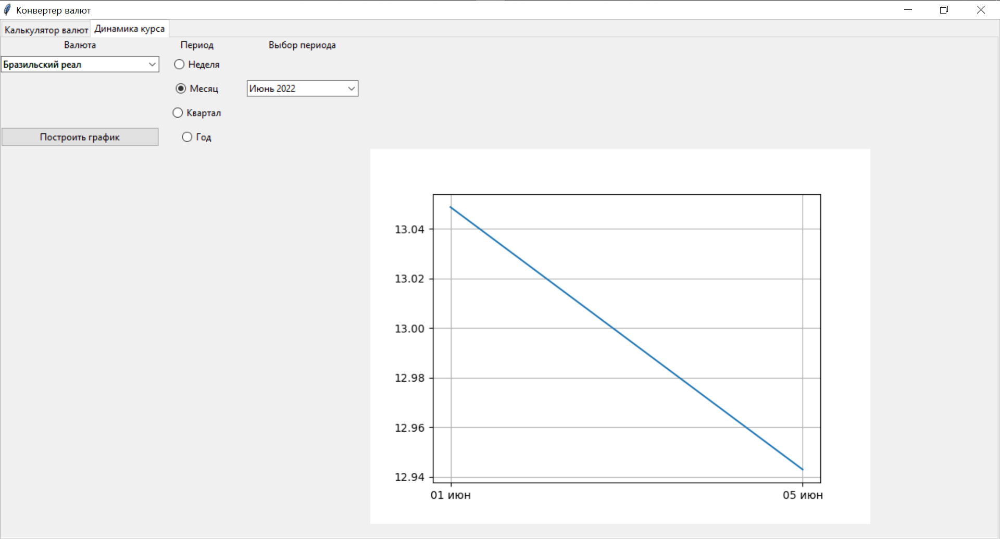 Конвертер валют
Калькулятор валют
Динамика курса
Валюта
Период
Выбор периода
Бразильский реал
Неделя
Месяц
Июнь 2022
Квартал
Построить график
Год
13.04
13.02
13.00
12.98
12.96
12.94
01 июн
05 июн